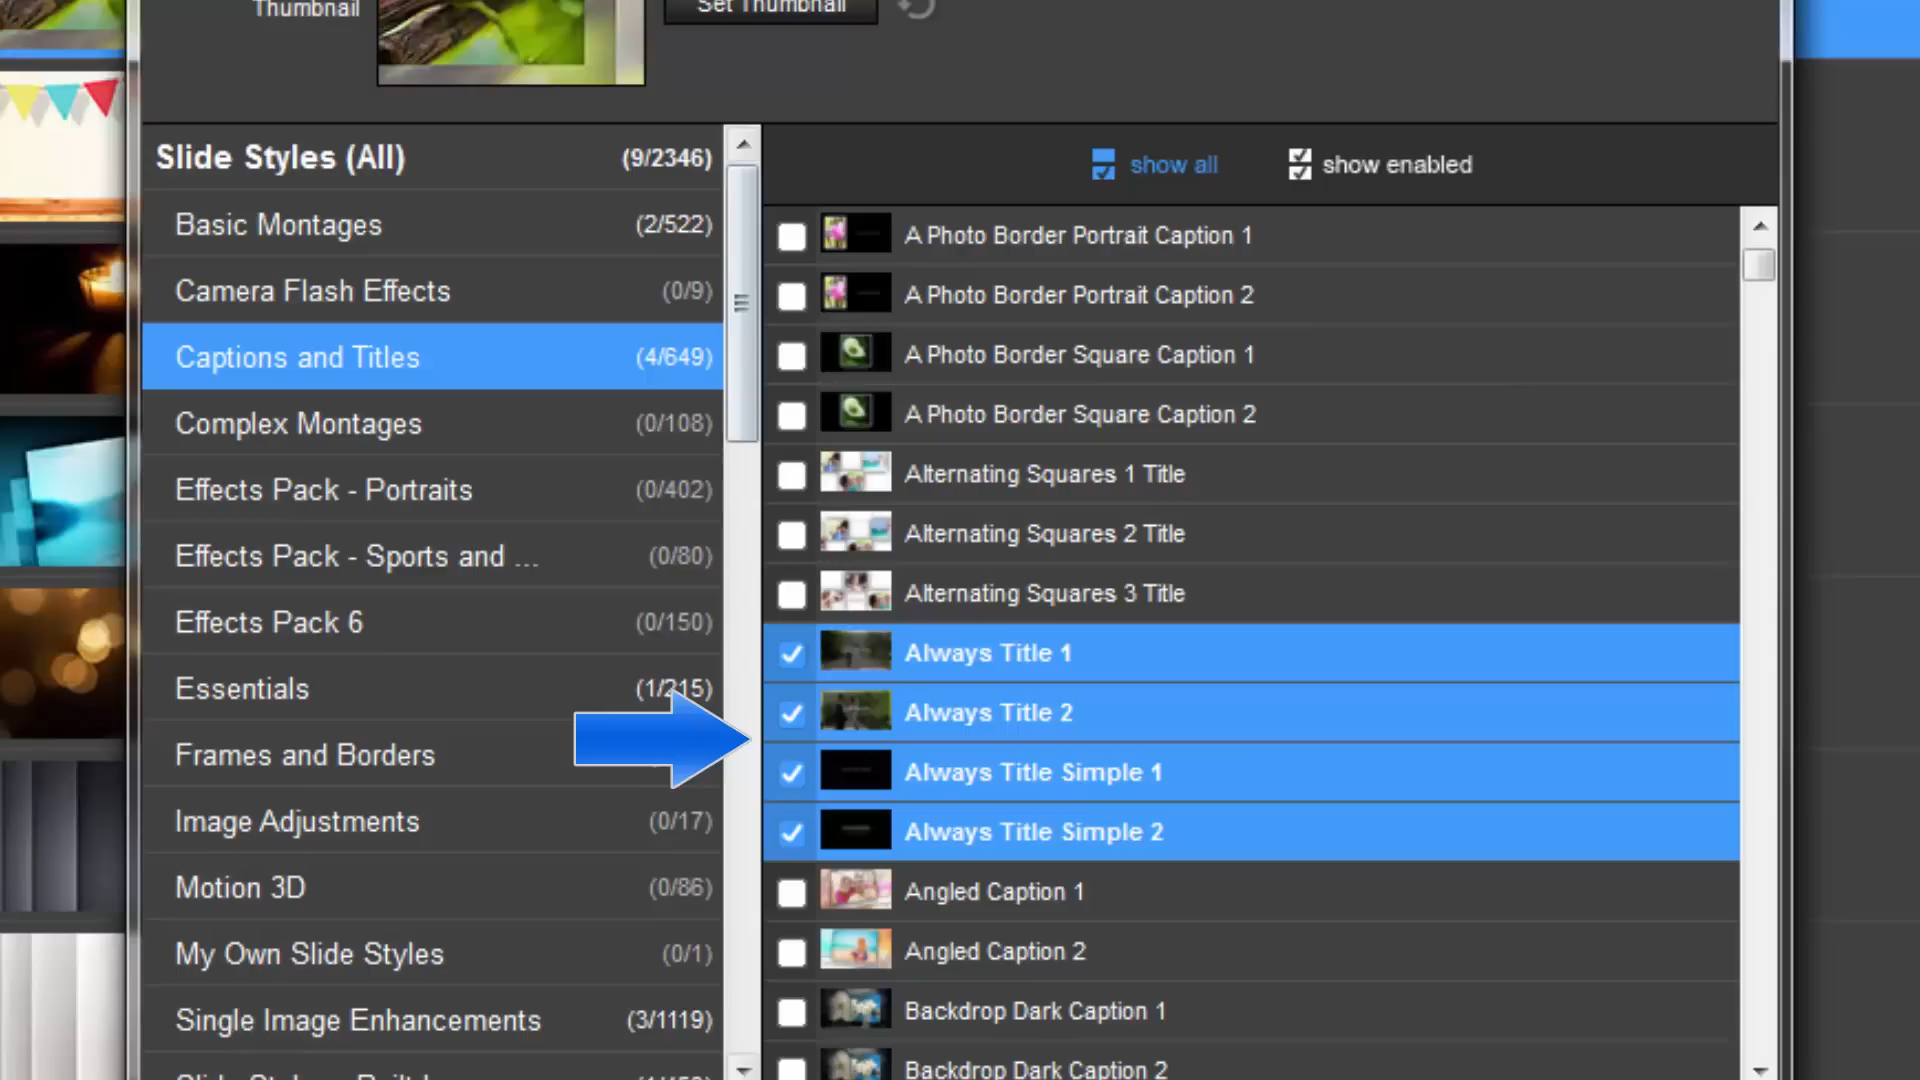 Thumbnail
Set Thumbnail
Slide Styles (All) (9/2346)
Basic Montages (2/522)
Camera Flash Effects (0/9)
Captions and Titles (4/649)
Complex Montages (0/108)
Effects Pack - Portraits (0/402)
Effects Pack - Sports and ... (0/80)
Effects Pack 6 (0/150)
Essentials (1/215)
Frames and Borders
Image Adjustments (0/17)
Motion 3D (0/86)
My Own Slide Styles (0/1)
Single Image Enhancements (3/1119)
show all show enabled
A Photo Border Portrait Caption 1
A Photo Border Portrait Caption 2
A Photo Border Square Caption 1
A Photo Border Square Caption 2
Alternating Squares 1 Title
Alternating Squares 2 Title
Alternating Squares 3 Title
Always Title 1
Always Title 2
Always Title Simple 1
Always Title Simple 2
Angled Caption 1
Angled Caption 2
Backdrop Dark Caption 1
Backdrop Dark Caption 2